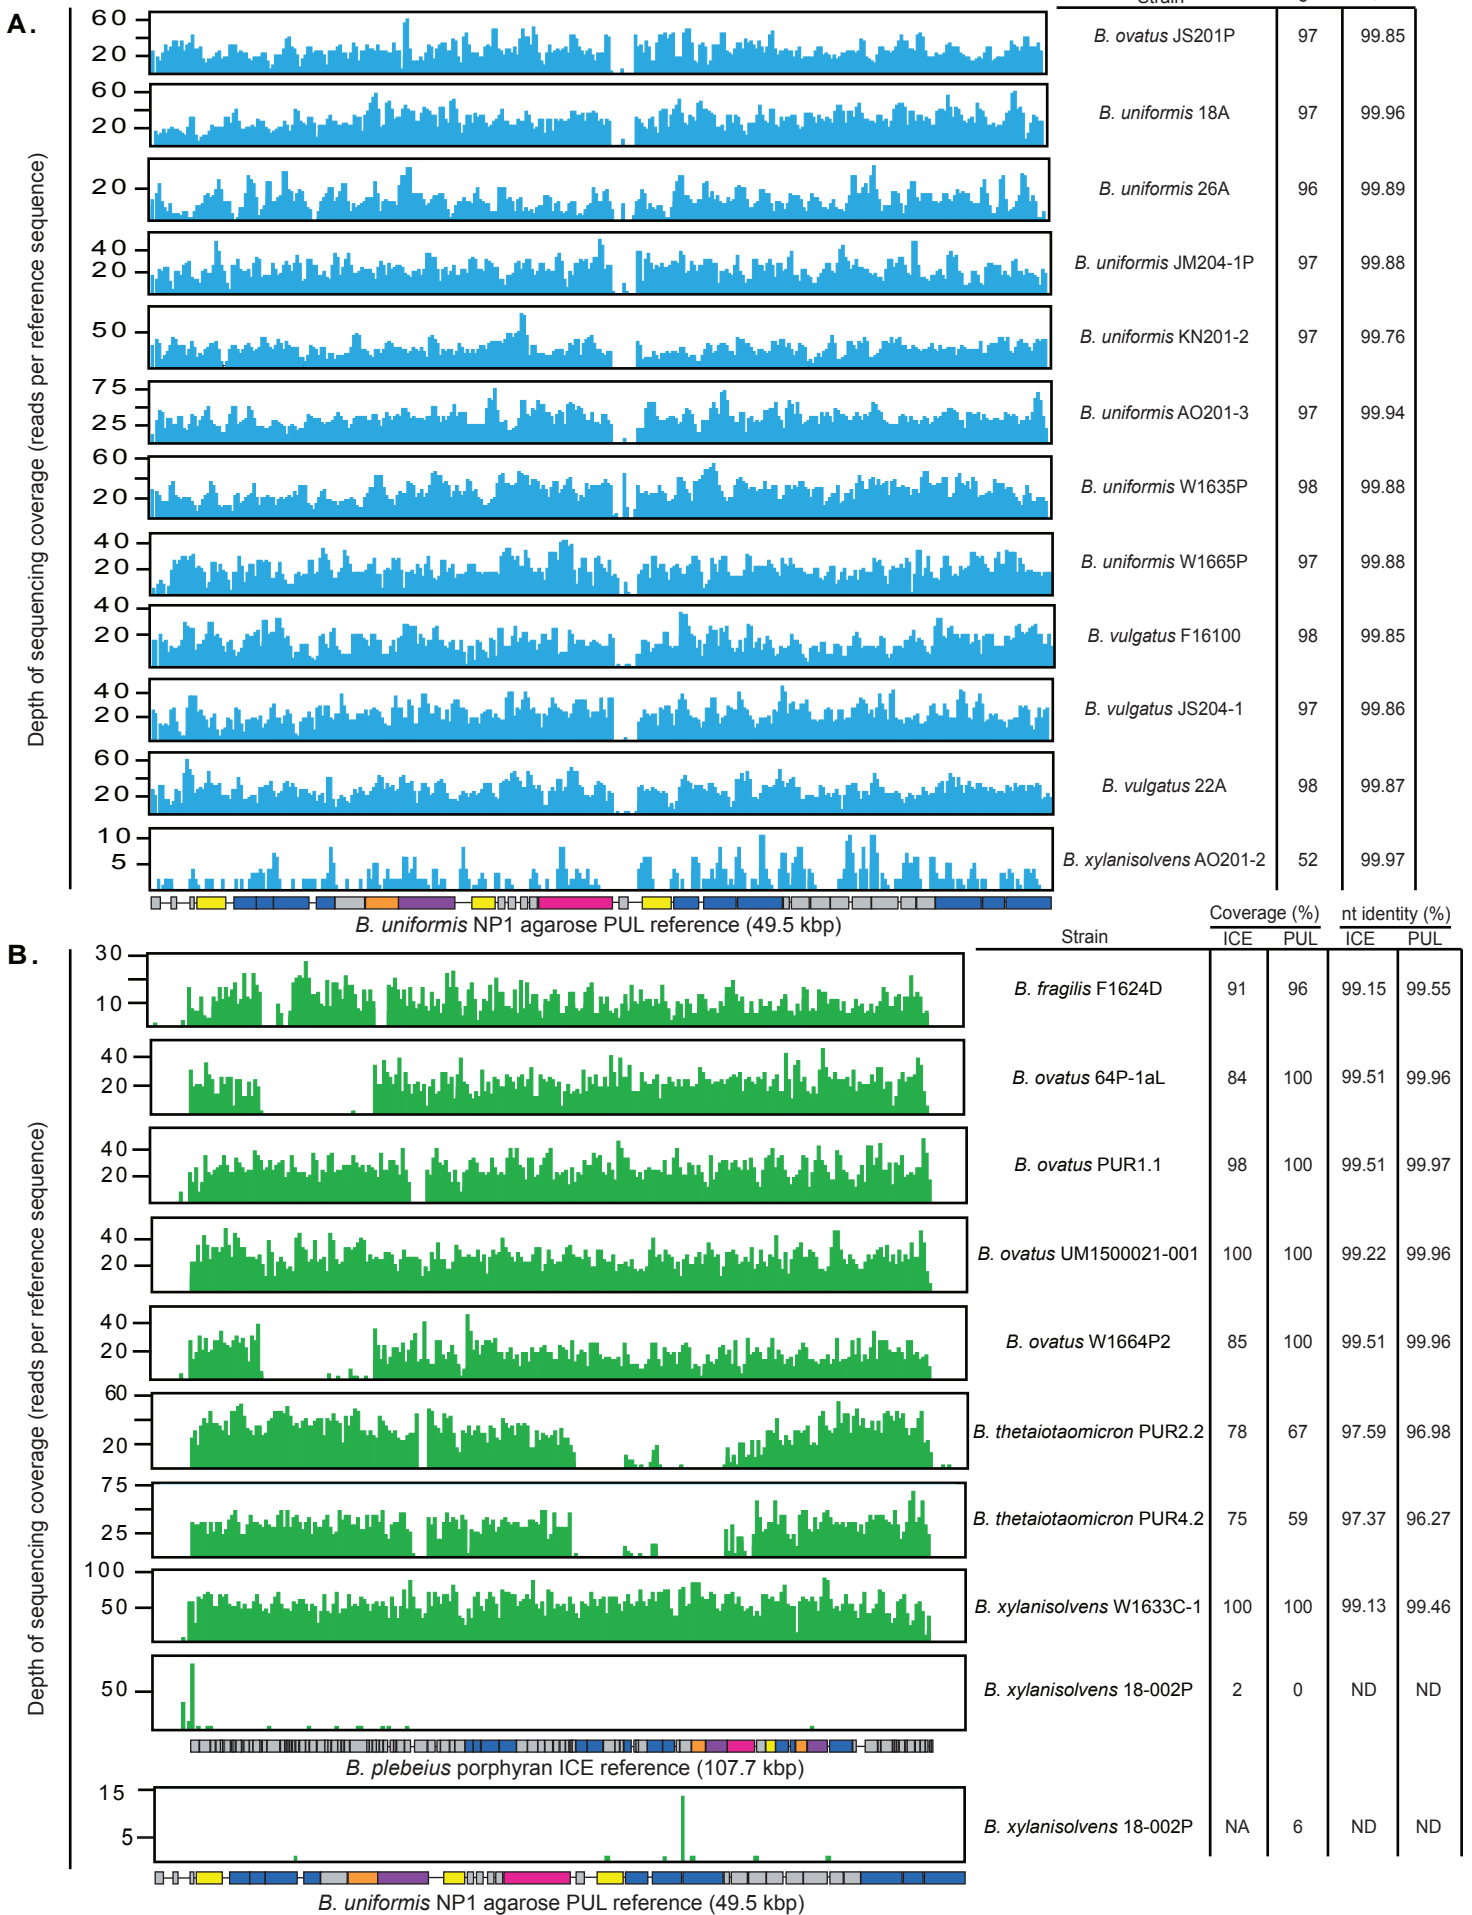 A.
Strain
Depth of sequencing coverage (reads per reference sequence)
60
20
B. ovatus JS201P 97 99.85
60
20
B. uniformis 18A 97 99.96
20
B. uniformis 26A 96 99.89
40
20
B. uniformis JM204-1P 97 99.88
50
B. uniformis KN201-2 97 99.76
75
25
B. uniformis AO201-3 97 99.94
60
20
B. uniformis W1635P 98 99.88
40
20
B. uniformis W1665P 97 99.88
40
20
B. vulgatus F16100 98 99.85
40
20
B. vulgatus JS204-1 97 99.86
60
20
B. vulgatus 22A 98 99.87
10
5
B. xylanisolvens AO201-2 52 99.97
B. uniformis NP1 agarose PUL reference (49.5 kbp)
B.
Coverage (%) nt identity (%)
Strain ICE PUL ICE PUL
Depth of sequencing coverage (reads per reference sequence)
30
10
B. fragilis F1624D 91 96 99.15 99.55
40
20
B. ovatus 64P-1aL 84 100 99.51 99.96
40
20
B. ovatus PUR1.1 98 100 99.51 99.97
40
20
B. ovatus UM1500021-001 100 100 99.22 99.96
40
20
B. ovatus W1664P2 85 100 99.51 99.96
60
20
B. thetaiotaomicron PUR2.2 78 67 97.59 96.98
75
25
B. thetaiotaomicron PUR4.2 75 59 97.37 96.27
100
50
B. xylanisolvens W1633C-1 100 100 99.13 99.46
50
B. xylanisolvens 18-002P 2 0 ND ND
B. plebeius porphyran ICE reference (107.7 kbp)
15
5
B. xylanisolvens 18-002P NA 6 ND ND
B. uniformis NP1 agarose PUL reference (49.5 kbp)